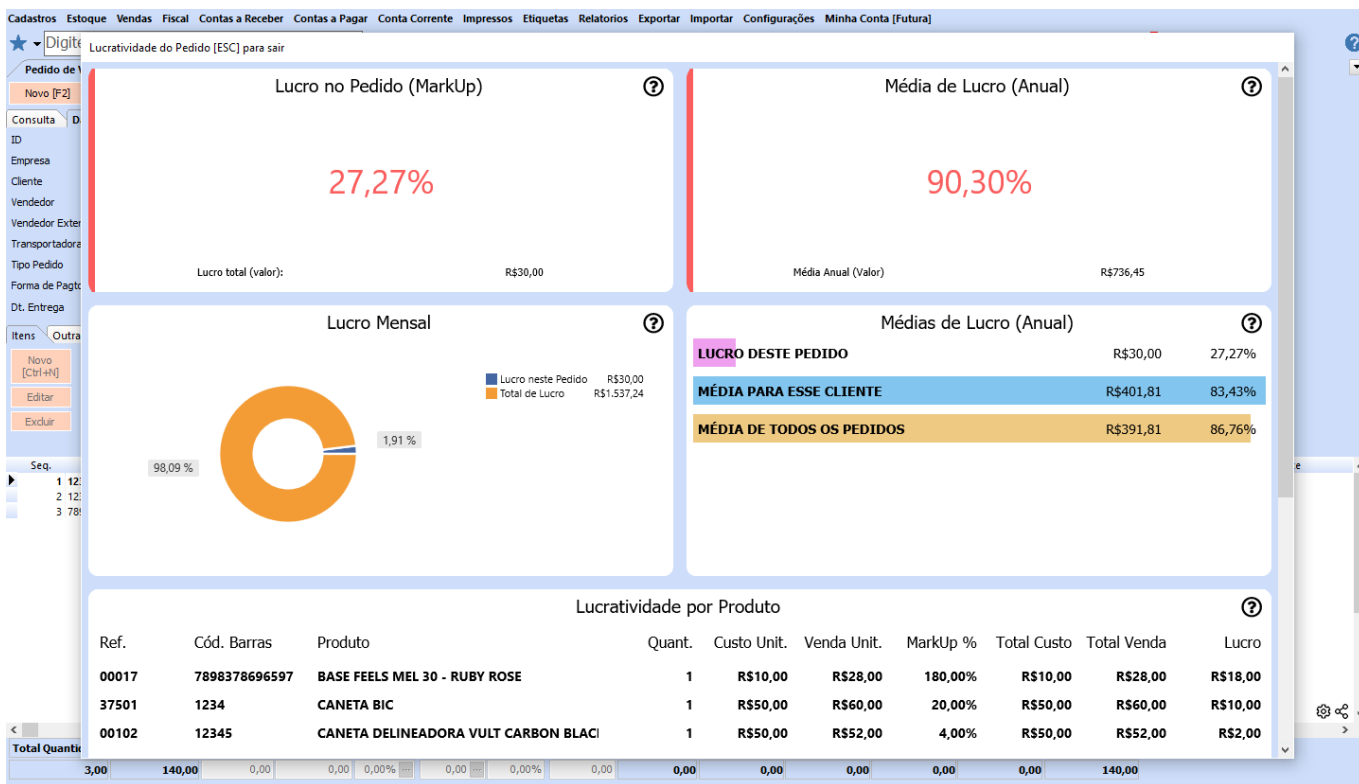 Cadastros Estoque Vendas Fiscal Contas a Receber Contas a Pagar Conta Corrente Impressos Etiquetas Relatorios Exportar Importar Configurações Minha Conta [Futura]
Lucratividade do Pedido [ESC] para sair
Novo [F2]
Consulta
ID
Empresa
Cliente
Vendedor
Transportadora
Tipo Pedido
Forma de Pagto
Dt. Entrega
Itens
Novo
[Ctrl+N]
Editar
Excluir
Seq.
1
2
3
Lucro no Pedido (MarkUp)
27,27%
Lucro total (valor): R$30,00
Média de Lucro (Anual)
90,30%
Média Anual (Valor) R$736,45
Lucro Mensal
Lucro neste Pedido R$30,00
Total de Lucro R$1.537,24
1,91 %
98,09 %
Médias de Lucro (Anual)
LUCRO DESTE PEDIDO R$30,00 27,27%
MÉDIA PARA ESSE CLIENTE R$401,81 83,43%
MÉDIA DE TODOS OS PEDIDOS R$391,81 86,76%
Lucratividade por Produto
Ref. Cód. Barras Produto Quant. Custo Unit. Venda Unit. MarkUp % Total Custo Total Venda Lucro
00017 7898378696597 BASE FEELS MEL 30 - RUBY ROSE 1 R$10,00 R$28,00 180,00% R$10,00 R$28,00 R$18,00
37501 1234 CANETA BIC 1 R$50,00 R$60,00 20,00% R$50,00 R$60,00 R$10,00
00102 12345 CANETA DELINEADORA VULT CARBON BLAC 1 R$50,00 R$52,00 4,00% R$50,00 R$52,00 R$2,00
3,00 140,00 0,00 0,00 0,00% ... 0,00 ... 0,00% 0,00 0,00 0,00 0,00 0,00 0,00 140,00